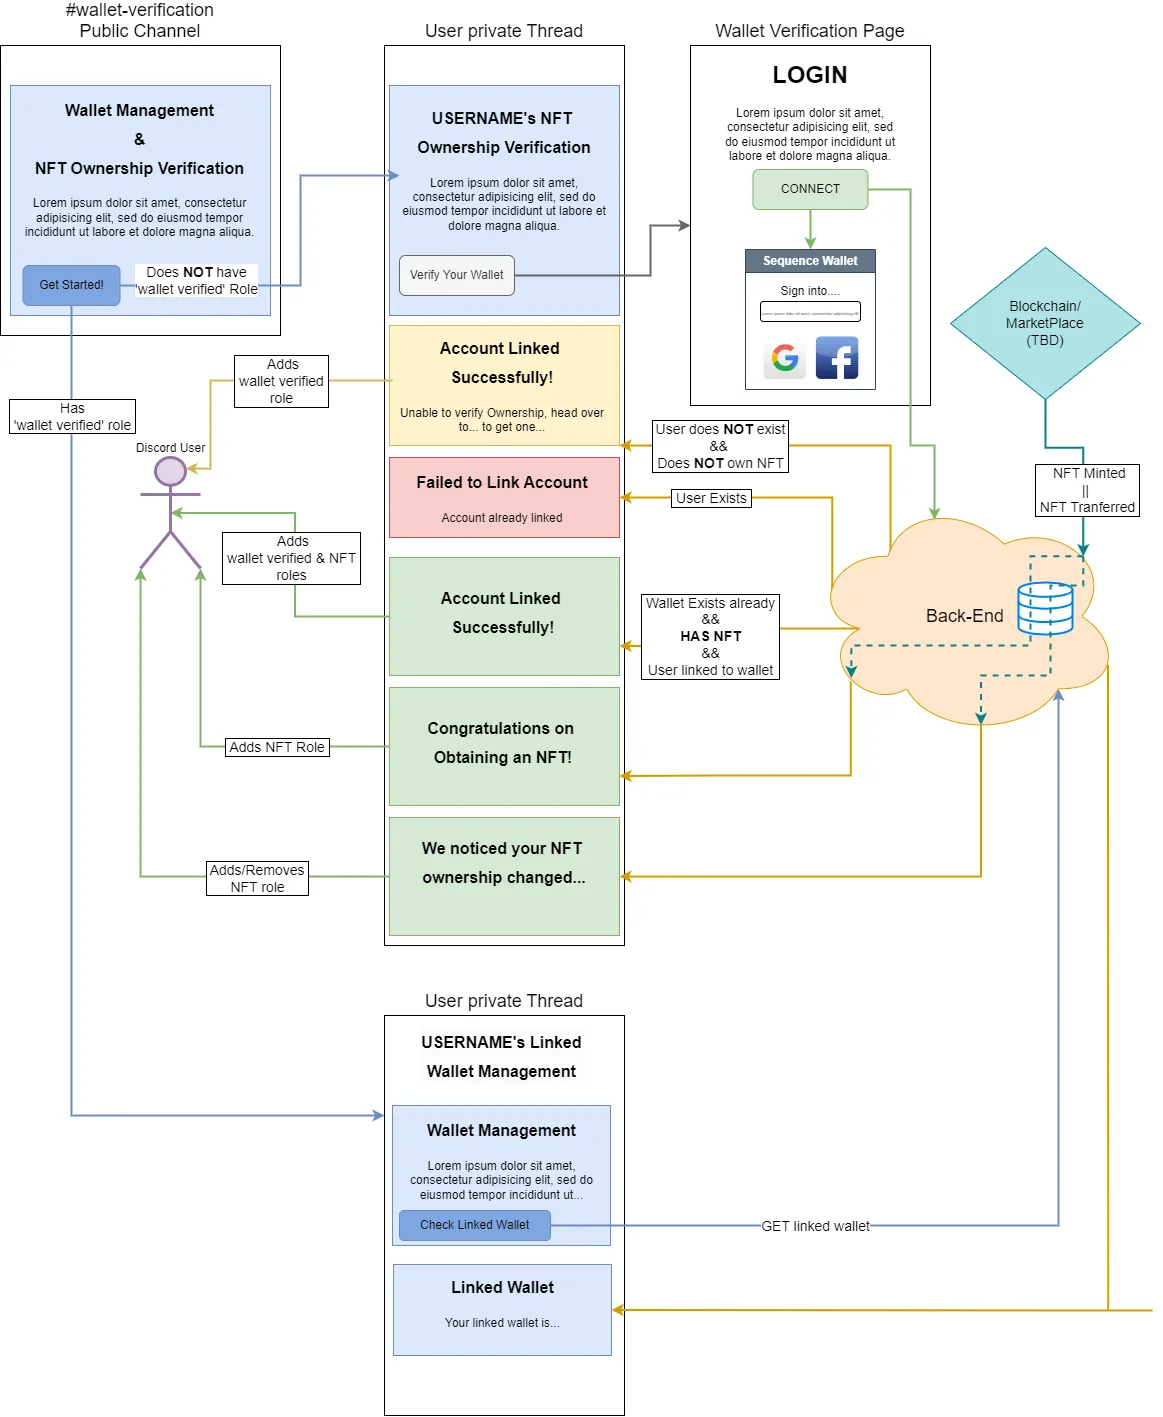 #wallet-verification
Public Channel
Wallet Management
&
NFT Ownership Verification
Lorem ipsum dolor sit amet, consectetur
adipisicing elit, sed do eiusmod tempor
incididunt ut labore et dolore magna aliqua.
Get Started!
Does NOT have
'wallet verified' Role
Has
'wallet verified' role
User private Thread
USERNAME's NFT
Ownership Verification
Lorem ipsum dolor sit amet,
consectetur adipisicing elit, sed do
eiusmod tempor incididunt ut labore et
dolore magna aliqua.
Verify Your Wallet
Account Linked
Successfully!
Unable to verify Ownership, head over
to... to get one...
Failed to Link Account
Account already linked
Account Linked
Successfully!
Congratulations on
Obtaining an NFT!
We noticed your NFT
ownership changed...
Wallet Verification Page
LOGIN
Lorem ipsum dolor sit amet,
consectetur adipisicing elit, sed
do eiusmod tempor incididunt ut
labore et dolore magna aliqua.
CONNECT
Sequence Wallet
Sign into....
Lorem ipsum dolor sit amet, consectetur adipisicing elit
Blockchain/
MarketPlace
(TBD)
NFT Minted
||
NFT Tranferred
Back-End
Adds
wallet verified
role
Discord User
Adds
wallet verified & NFT
roles
Adds NFT Role
Adds/Removes
NFT role
User does NOT exist
&&
Does NOT own NFT
User Exists
Wallet Exists already
&&
HAS NFT
&&
User linked to wallet
User private Thread
USERNAME's Linked
Wallet Management
Wallet Management
Lorem ipsum dolor sit amet,
consectetur adipisicing elit, sed do
eiusmod tempor incididunt ut...
Check Linked Wallet
GET linked wallet
Linked Wallet
Your linked wallet is...